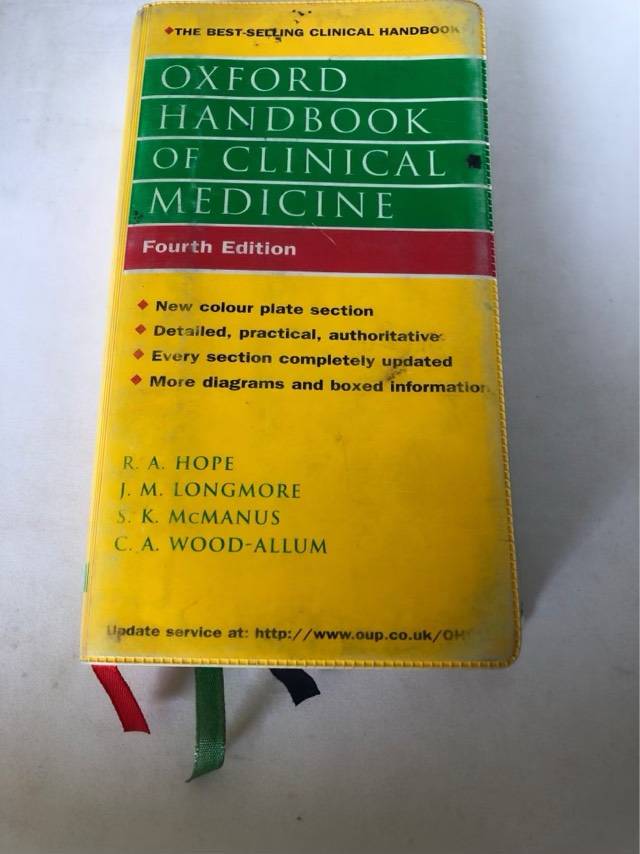 THE BEST-SELLING CLINICAL HANDBOOK
OXFORD
HANDBOOK
OF CLINICAL
MEDICINE
Fourth Edition
New colour plate section
Detailed, practical, authoritative
Every section completely updated
More diagrams and boxed information
R. A. HOPE
J. M. LONGMORE
S. K. McMANUS
C. A. WOOD-ALLUM
Update service at: http://www.oup.co.uk/OH